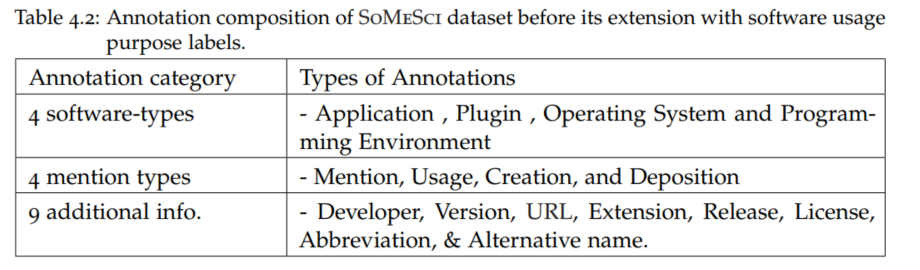 Table 4.2: Annotation composition of SoMeSci dataset before its extension with software usage
purpose labels.
Annotation category Types of Annotations
4 software-types - Application , Plugin , Operating System and Program-
ming Environment
4 mention types - Mention, Usage, Creation, and Deposition
9 additional info. - Developer, Version, URL, Extension, Release, License,
Abbreviation, & Alternative name.